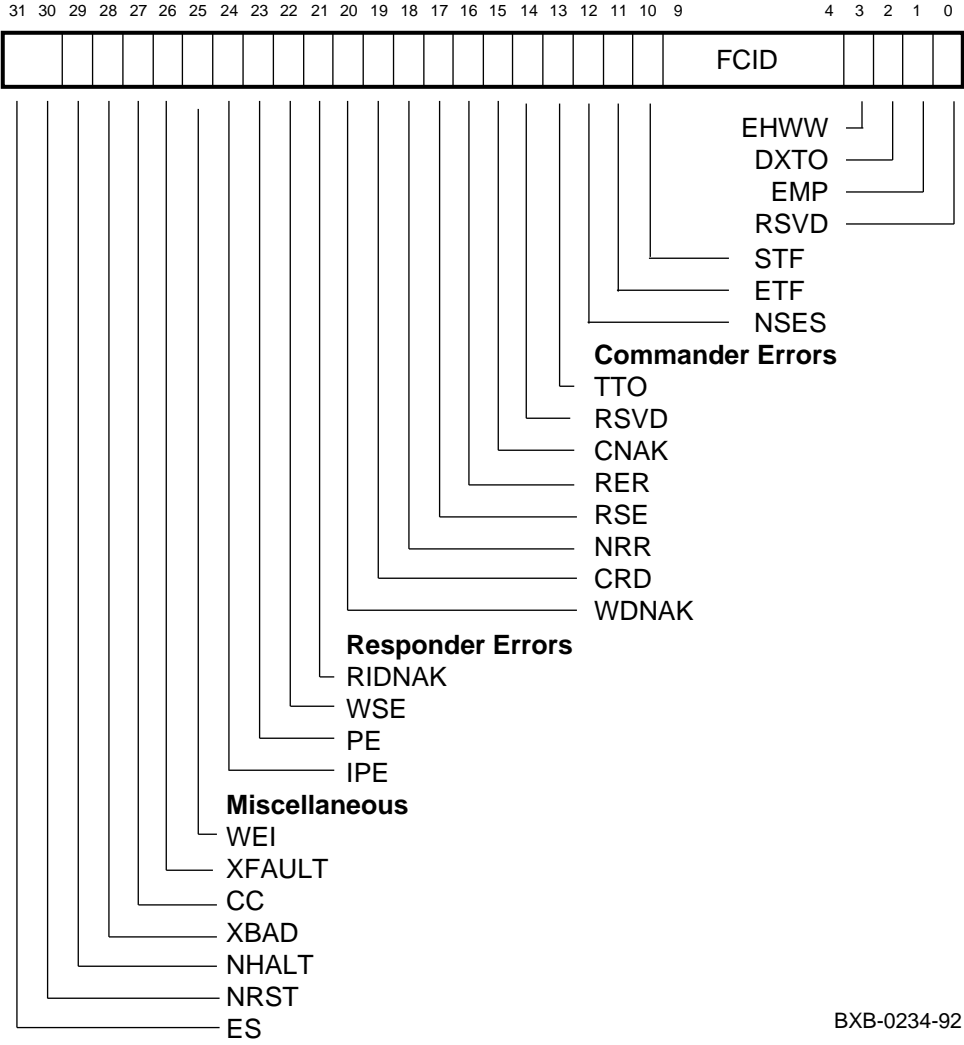 31 30 29 28 27 26 25 24 23 22 21 20 19 18 17 16 15 14 13 12 11 10 9 4 3 2 1 0
FCID
EHWW
DXTO
EMP
RSVD
STF
ETF
NSES
Commander Errors
TTO
RSVD
CNAK
RER
RSE
NRR
CRD
WDNAK
Responder Errors
RIDNAK
WSE
PE
IPE
Miscellaneous
WEI
XFAULT
CC
XBAD
NHALT
NRST
ES
BXB-0234-92